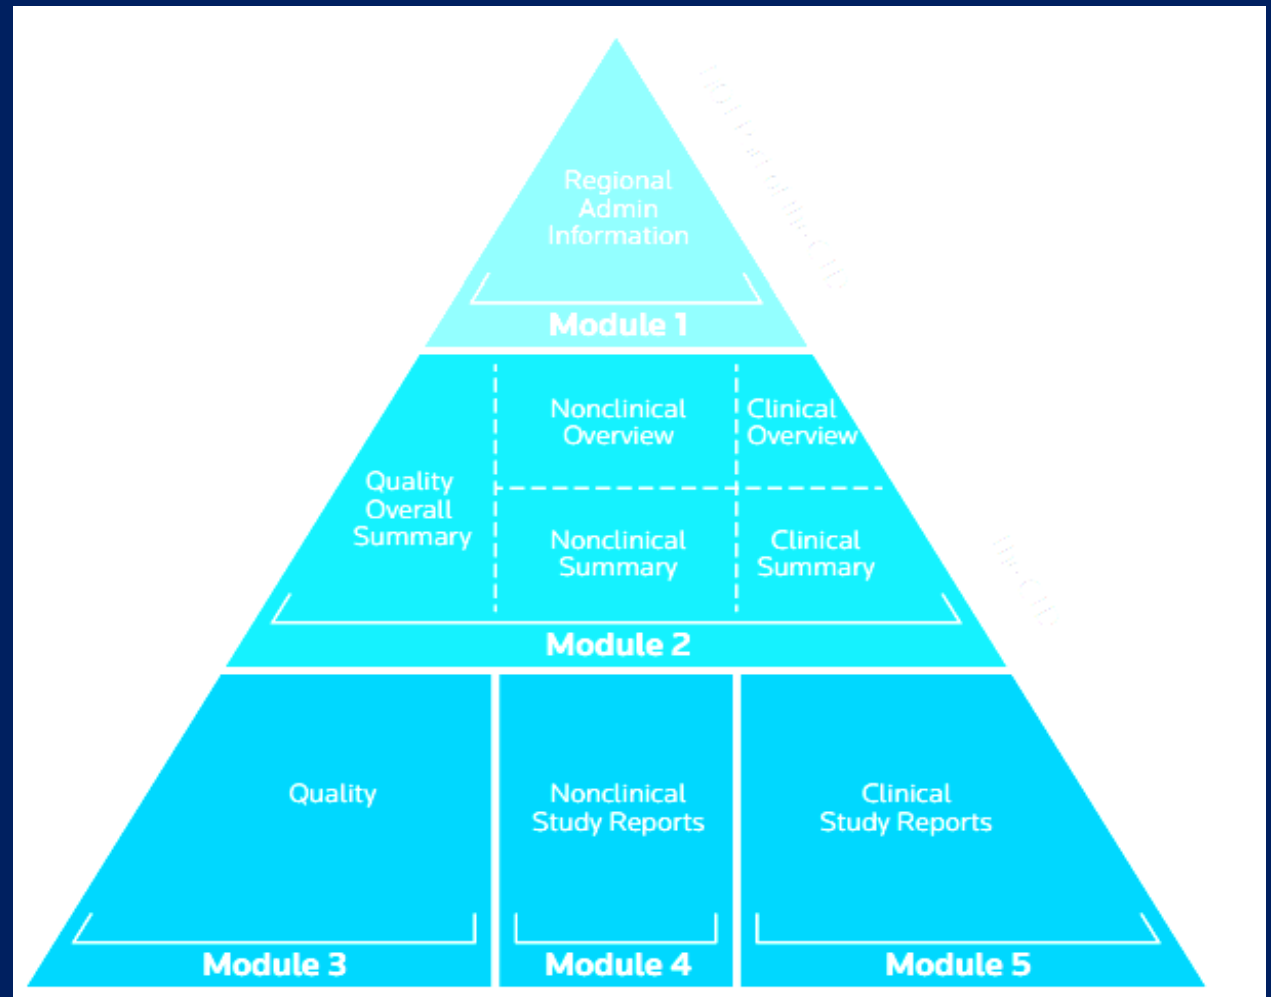 Regional
Admin
Information
Module 1
Quality
Overall
Summary
Nonclinical
Overview
Clinical
Overview
Nonclinical
Summary
Clinical
Summary
Module 2
Quality
Module 3
Nonclinical
Study Reports
Module 4
Clinical
Study Reports
Module 5